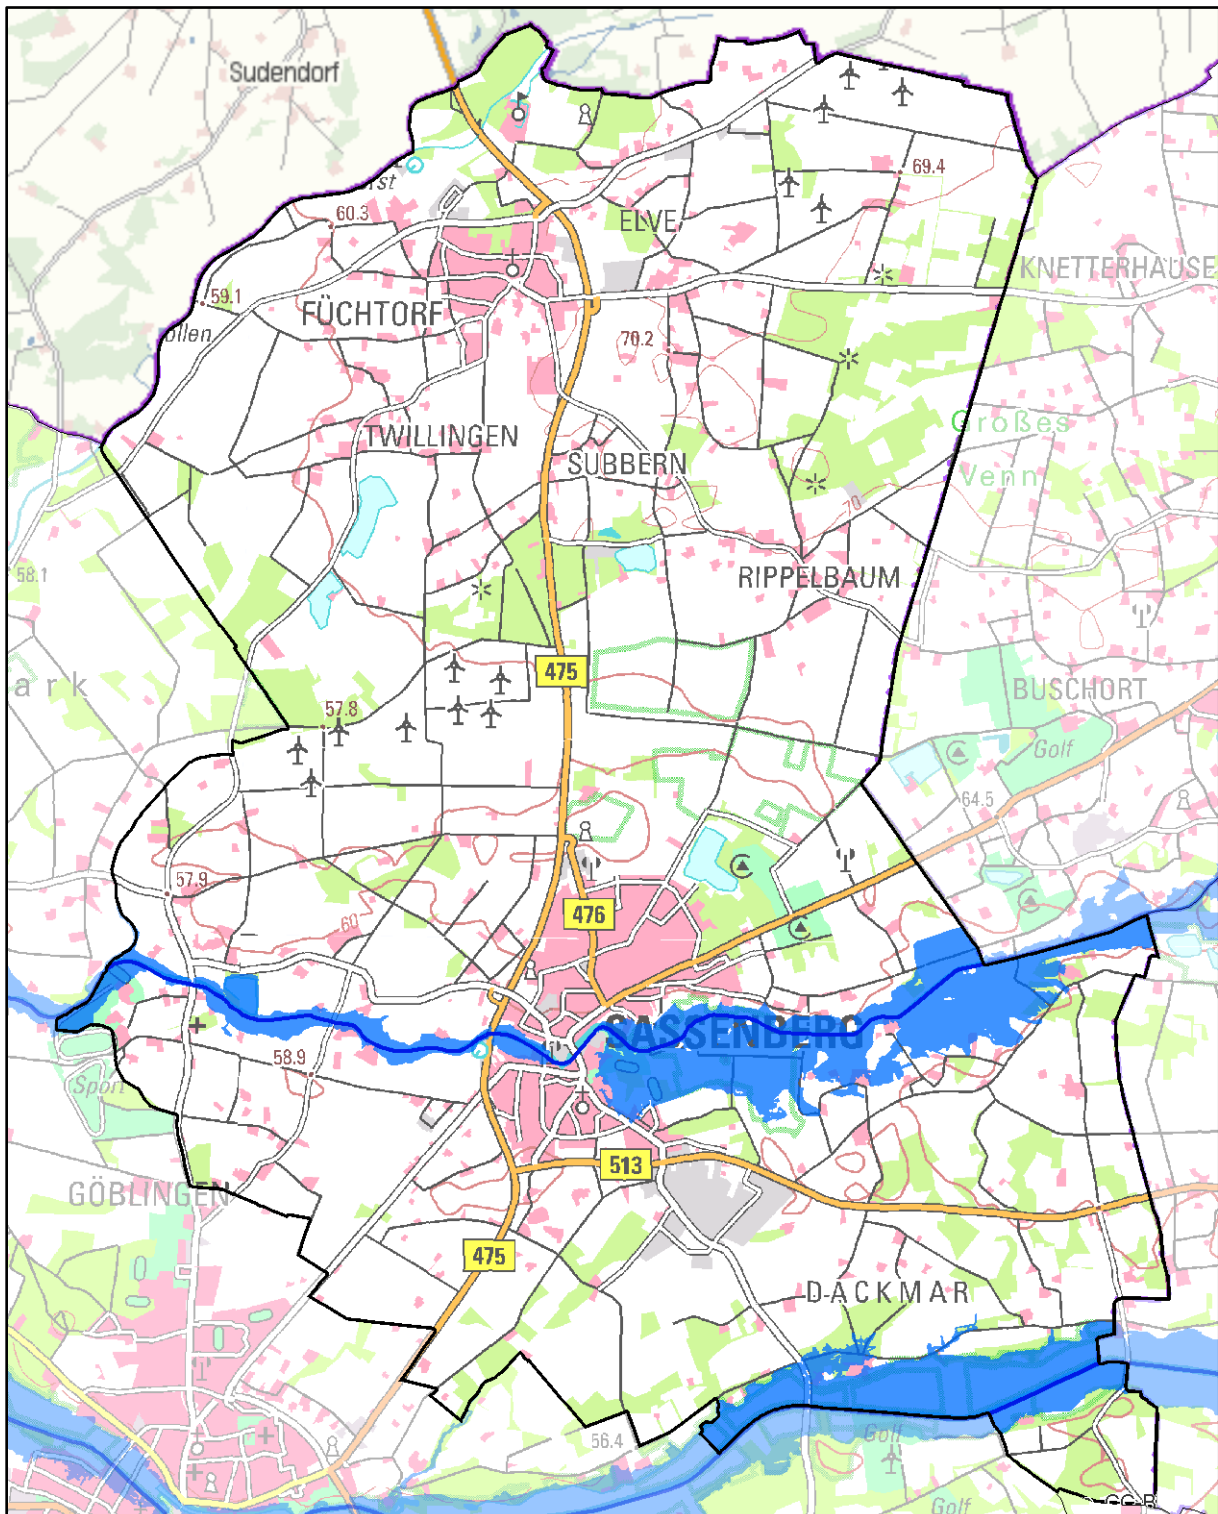 Sudendorf
69.4
rst
60.3
ELVE
KNETTERHAUSE
59.1
FÜCHTORF
ollen
70.2
Großes
TWILLINGEN
SUBBERN
Venn
70
58.1
RIPPELBAUM
475
ark
BUSCHORT
57.8
Golf
64.5
57.9
476
60
SASSENBERG
58.9
Sport
513
GÖBLINGEN
475
DACKMAR
56.4
Golf
Golf